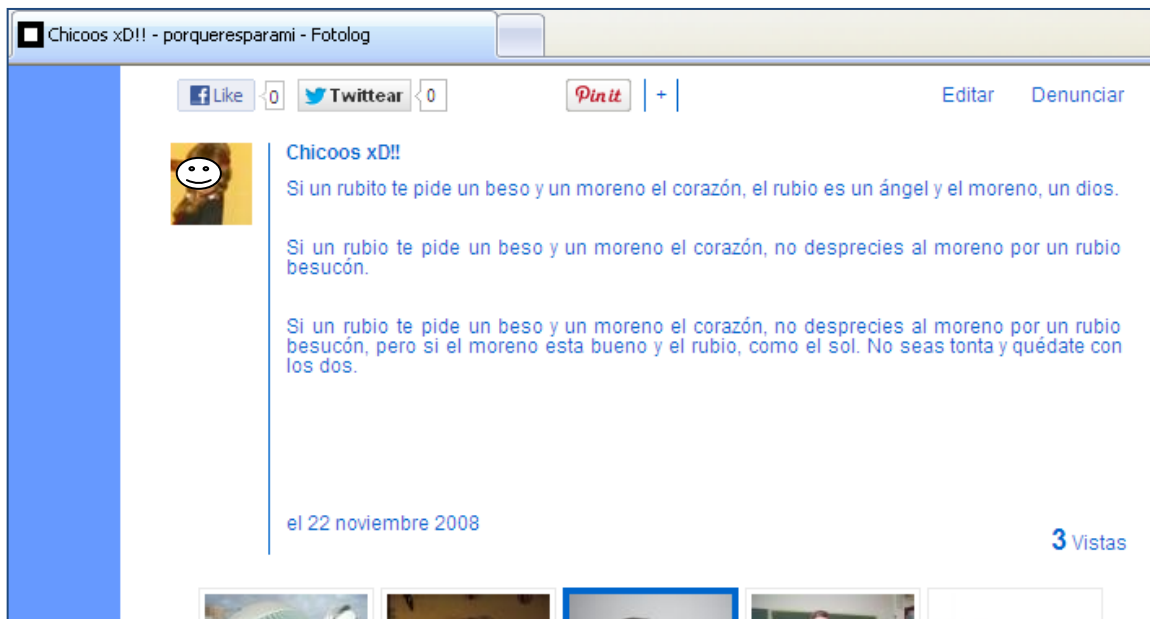 Chicoos xD!! - porqueresparami - Fotolog
Like 0 Twittear 0 Pin it + Editar Denunciar
Chicoos xD!!
Si un rubito te pide un beso y un moreno el corazón, el rubio es un ángel y el moreno, un dios.
Si un rubio te pide un beso y un moreno el corazón, no desprecies al moreno por un rubio
besucón.
Si un rubio te pide un beso y un moreno el corazón, no desprecies al moreno por un rubio
besucón, pero si el moreno esta bueno y el rubio, como el sol. No seas tonta y quédate con
los dos.
el 22 noviembre 2008
3 Vistas